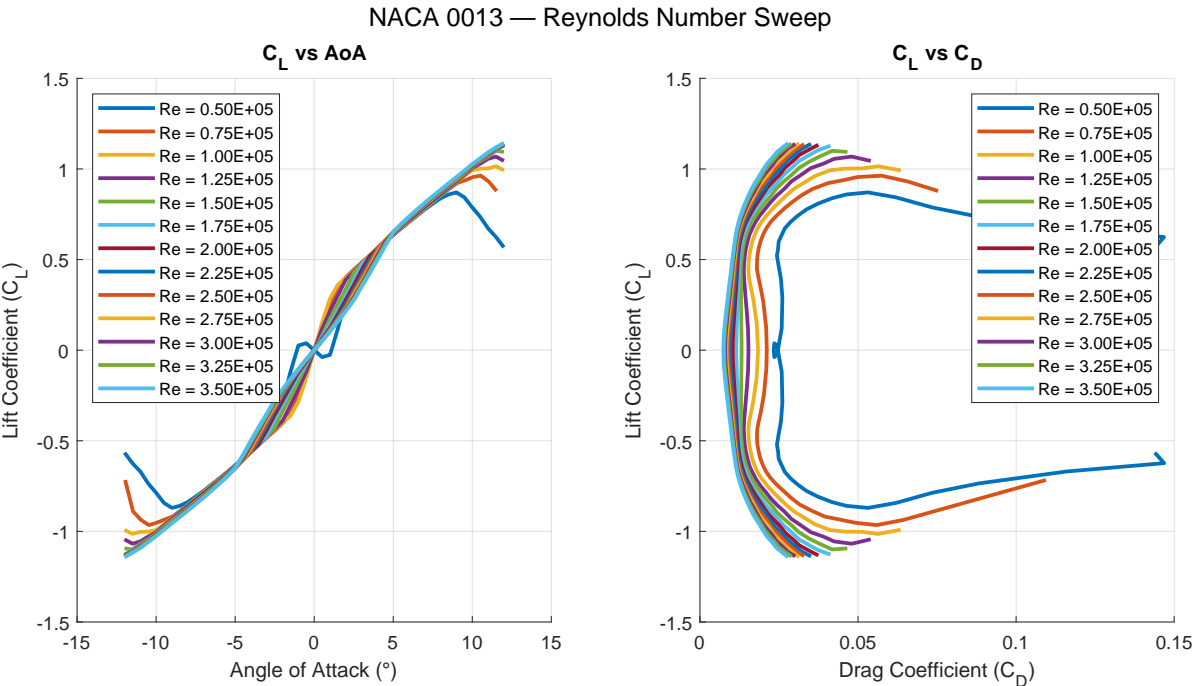 NACA 0013 — Reynolds Number Sweep
C_L vs AoA
1.5
1
0.5
0
-0.5
-1
-1.5
-15
-10
-5
0
5
10
15
Lift Coefficient (C_L)
Angle of Attack (°)
Re = 0.50E+05
Re = 0.75E+05
Re = 1.00E+05
Re = 1.25E+05
Re = 1.50E+05
Re = 1.75E+05
Re = 2.00E+05
Re = 2.25E+05
Re = 2.50E+05
Re = 2.75E+05
Re = 3.00E+05
Re = 3.25E+05
Re = 3.50E+05
C_L vs C_D
1.5
1
0.5
0
-0.5
-1
-1.5
0
0.05
0.1
0.15
Lift Coefficient (C_L)
Drag Coefficient (C_D)
Re = 0.50E+05
Re = 0.75E+05
Re = 1.00E+05
Re = 1.25E+05
Re = 1.50E+05
Re = 1.75E+05
Re = 2.00E+05
Re = 2.25E+05
Re = 2.50E+05
Re = 2.75E+05
Re = 3.00E+05
Re = 3.25E+05
Re = 3.50E+05